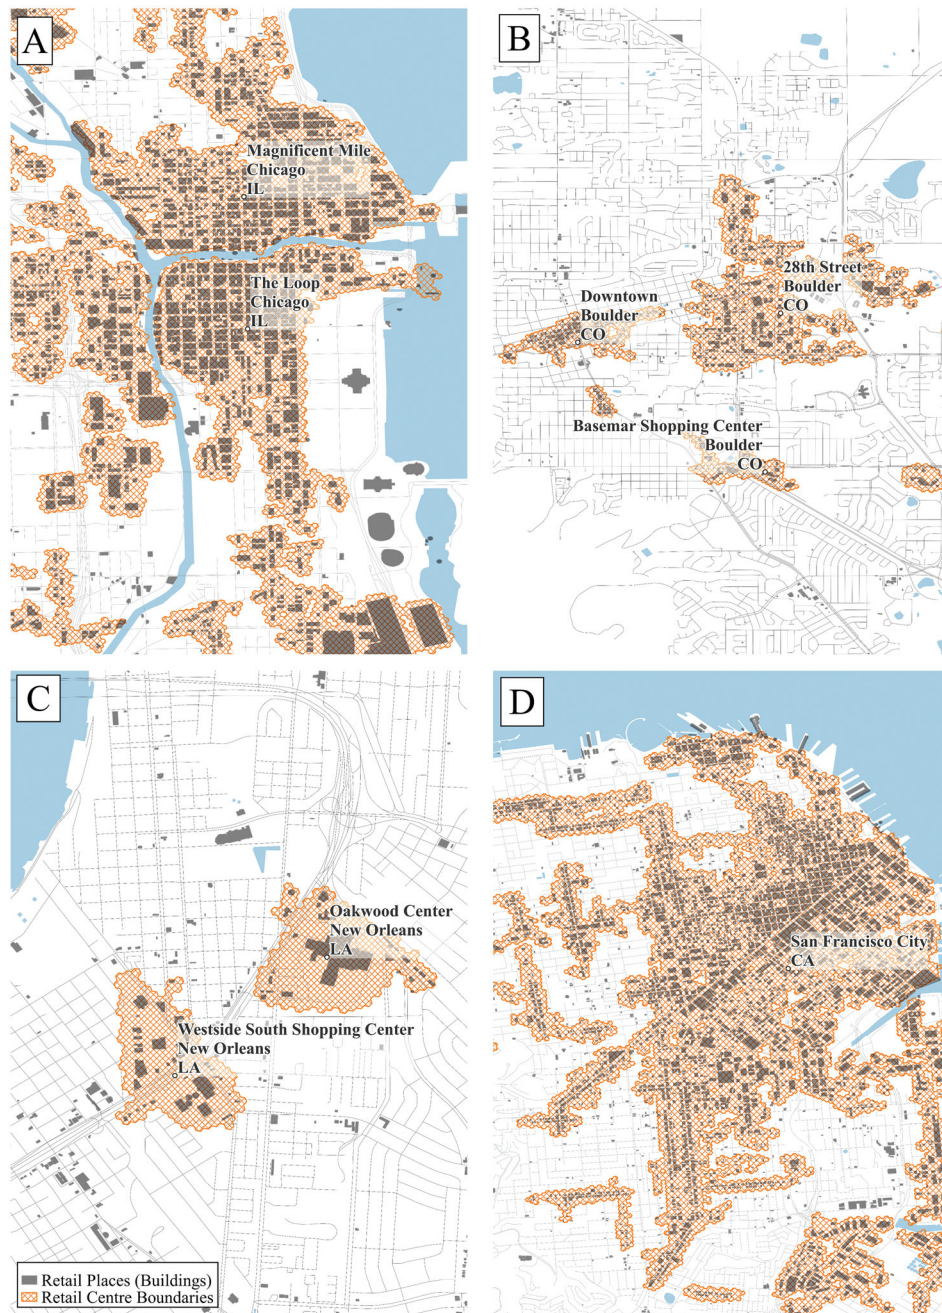 A
Magnificent Mile
Chicago
IL
The Loop
Chicago
IL
B
28th Street
Boulder
CO
Downtown
Boulder
CO
Basemar Shopping Center
Boulder
CO
C
Oakwood Center
New Orleans
LA
Westside South Shopping Center
New Orleans
LA
Retail Places (Buildings)
Retail Centre Boundaries
D
San Francisco City
CA